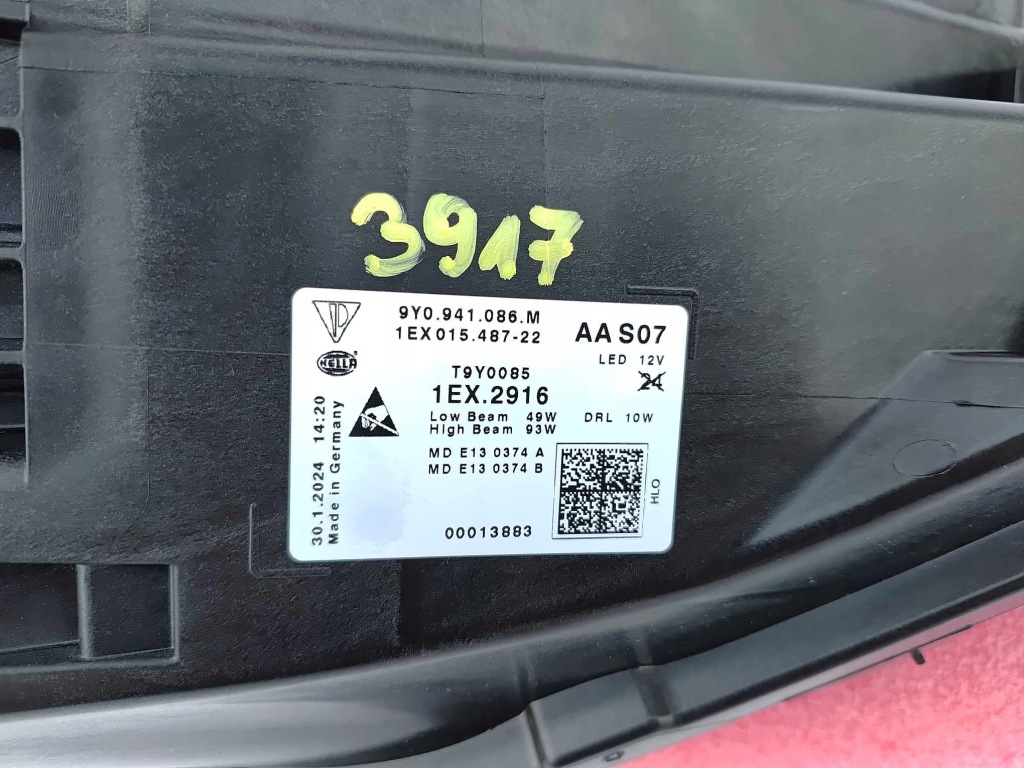 3917
9Y0.941.086.M
1EX 015.487-22
AA S07
LED 12V
24
HELLA
T9Y0085
1EX.2916
Low Beam 49W DRL 10W
High Beam 93W
MD E13 0374 A
MD E13 0374 B
00013883
HLO
30.1.2024 14:20
Made in Germany